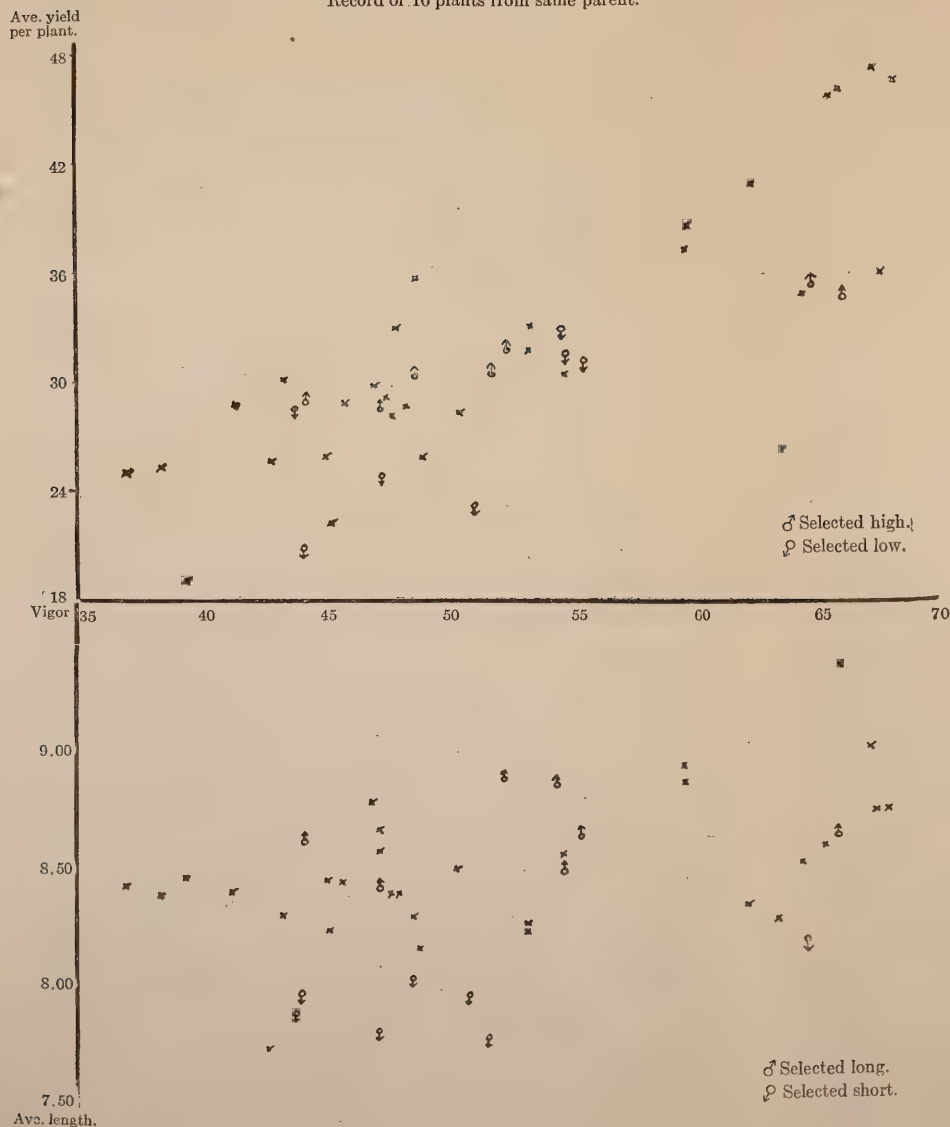 Record of 16 plants from same parent.
Ave. yield
per plant.
48
42
36
30
24
18
♂ Selected high.
♀ Selected low.
Vigor 35 40 45 50 55 60 65 70
9.00
8.50
8.00
7.50
Ave. length.
♂ Selected long.
♀ Selected short.